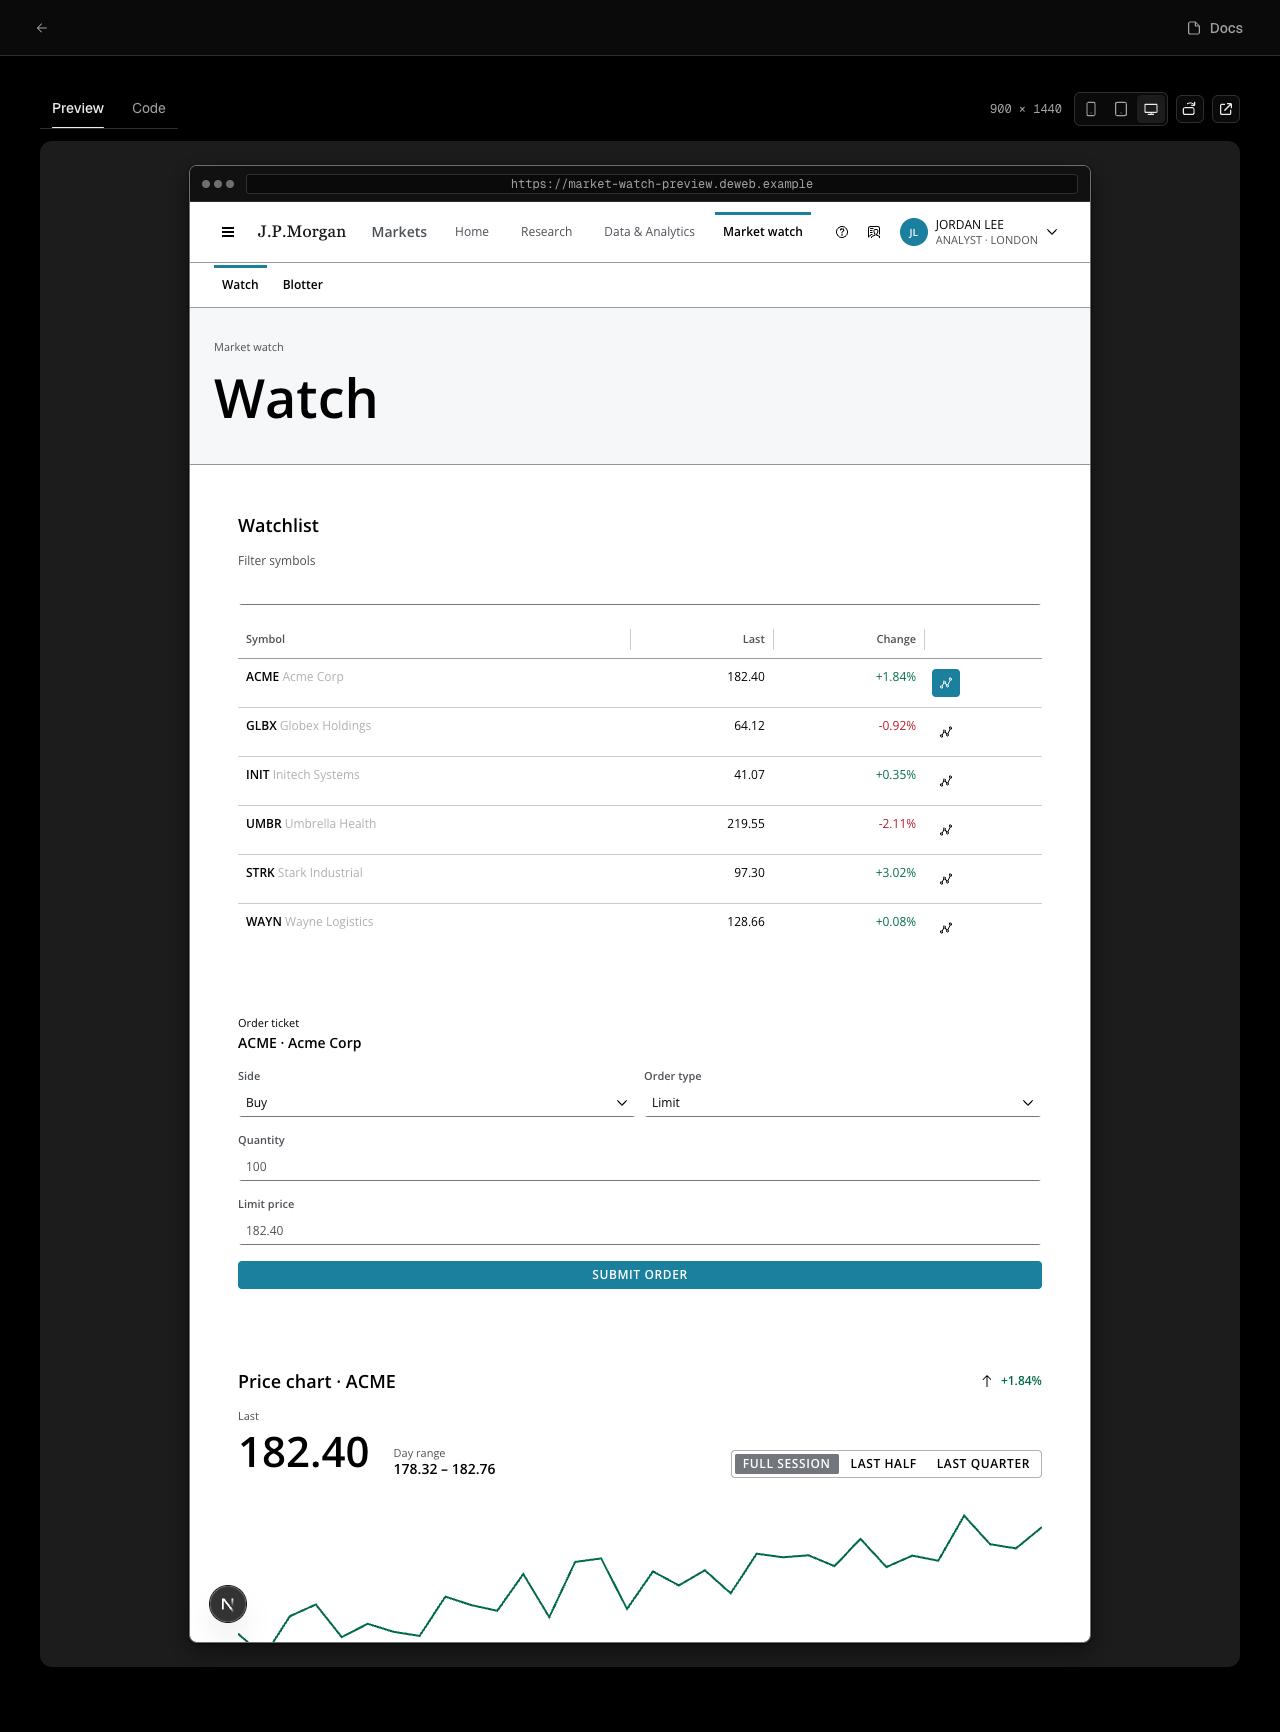 Docs
Preview Code 900 × 1440
https://market-watch-preview.deweb.example
J.P.Morgan Markets Home Research Data & Analytics Market watch JL JORDAN LEE
ANALYST · LONDON
Watch Blotter
Market watch
Watch
Watchlist
Filter symbols
Symbol Last Change
ACME Acme Corp 182.40 +1.84%
GLBX Globex Holdings 64.12 -0.92%
INIT Initech Systems 41.07 +0.35%
UMBR Umbrella Health 219.55 -2.11%
STRK Stark Industrial 97.30 +3.02%
WAYN Wayne Logistics 128.66 +0.08%
Order ticket
ACME · Acme Corp
Side Order type
Buy Limit
Quantity
100
Limit price
182.40
SUBMIT ORDER
Price chart · ACME +1.84%
Last
182.40 Day range
178.32 – 182.76 FULL SESSION LAST HALF LAST QUARTER
N